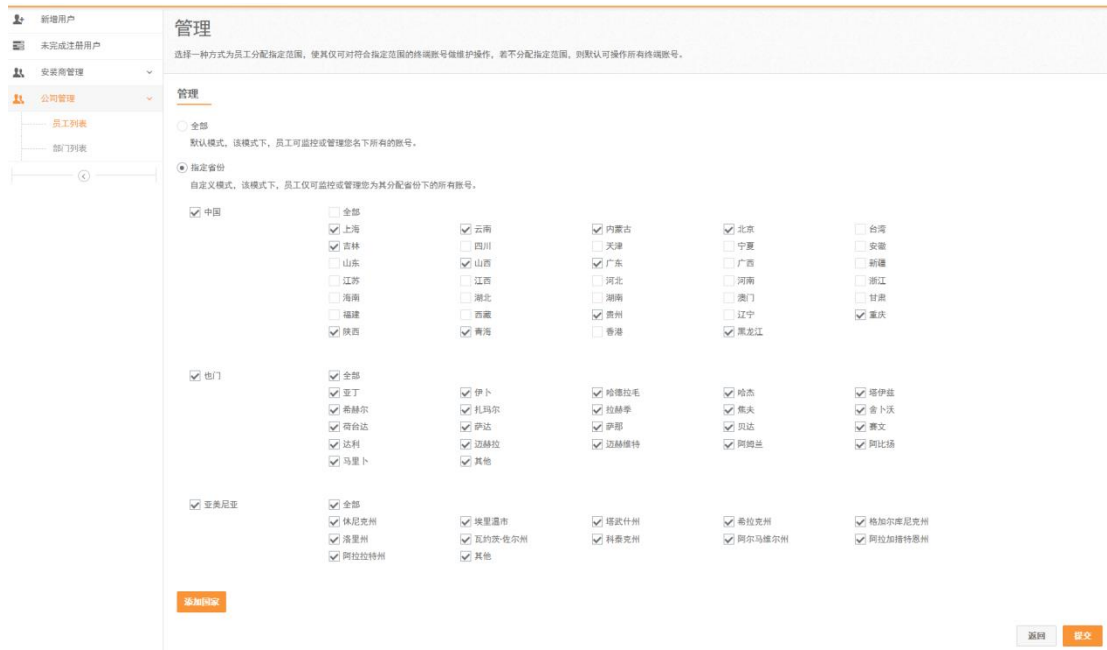 新增用户
未完成注册用户
安装商管理
公司管理
员工列表
部门列表
管理
选择一种方式为员工分配指定范围，使其仅可对符合指定范围的终端账号做维护操作，若不分配指定范围，则默认可操作所有终端账号。
管理
全部
默认模式，该模式下，员工可监控或管理您名下所有的账号。
指定省份
自定义模式，该模式下，员工仅可监控或管理您为其分配省份下的所有账号。
中国 全部
上海 云南 内蒙古 北京 台湾
吉林 四川 天津 宁夏 安徽
山东 山西 广东 广西 新疆
江苏 江西 河北 河南 浙江
海南 湖北 湖南 澳门 甘肃
福建 西藏 贵州 辽宁 重庆
陕西 青海 香港 黑龙江
也门 全部
亚丁 伊卜 哈德拉毛 哈杰 塔伊兹
希赫尔 扎玛尔 拉赫季 焦夫 舍卜沃
荷台达 萨达 萨那 贝达 赛文
达利 迈赫拉 迈赫维特 阿姆兰 阿比扬
马里卜 其他
亚美尼亚 全部
休尼克州 埃里温市 塔武什州 希拉克州 格加尔库尼克州
洛里州 瓦约茨·佐尔州 科泰克州 阿尔马维尔州 阿拉加措特恩州
阿拉拉特州 其他
添加国家
返回 提交